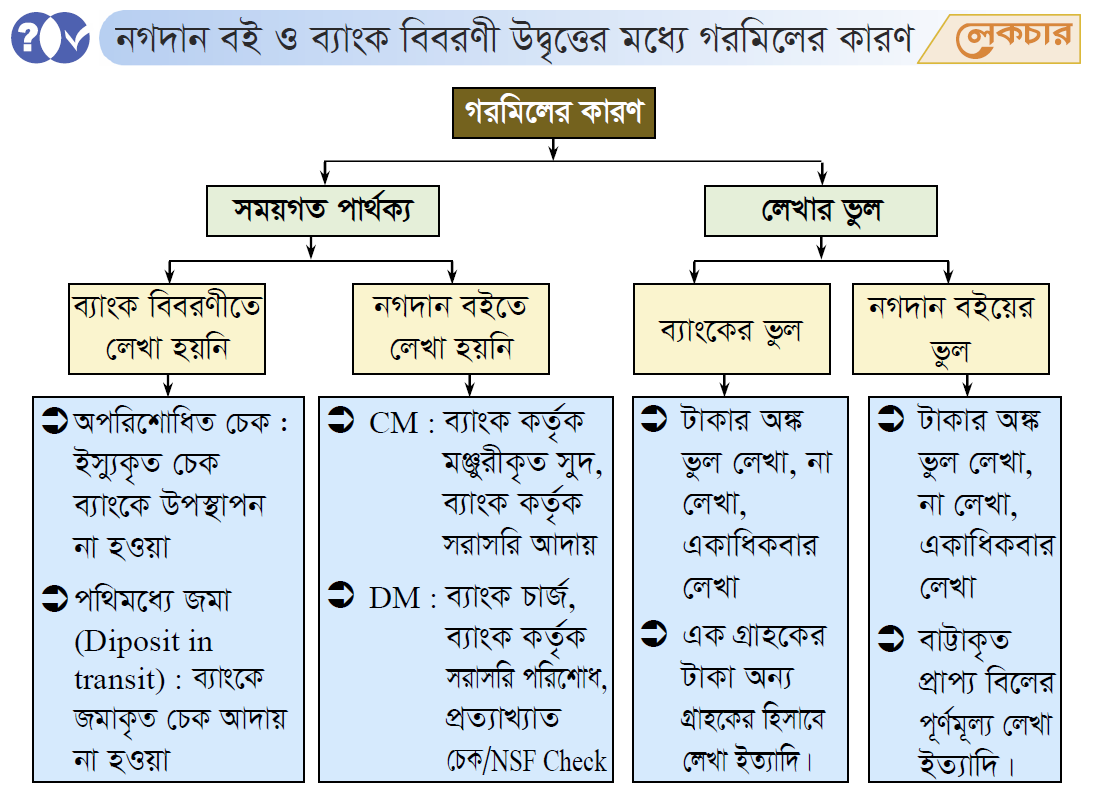 নগদান বই ও ব্যাংক বিবরণী উদ্বৃত্তের মধ্যে গরমিলের কারণ
লেকচার
গরমিলের কারণ
সময়গত পার্থক্য
লেখার ভুল
ব্যাংক বিবরণীতে
লেখা হয়নি
নগদান বইতে
লেখা হয়নি
ব্যাংকের ভুল
নগদান বইয়ের
ভুল
অপরিশোধিত চেক :
ইস্যুকৃত চেক
ব্যাংকে উপস্থাপন
না হওয়া
পথিমধ্যে জমা
(Diposit in
transit) : ব্যাংকে
জমাকৃত চেক আদায়
না হওয়া
CM : ব্যাংক কর্তৃক
মঞ্জুরীকৃত সুদ,
ব্যাংক কর্তৃক
সরাসরি আদায়
DM : ব্যাংক চার্জ,
ব্যাংক কর্তৃক
সরাসরি পরিশোধ,
প্রত্যাখ্যাত
চেক/NSF Check
টাকার অঙ্ক
ভুল লেখা, না
লেখা,
একাধিকবার
লেখা
এক গ্রাহকের
টাকা অন্য
গ্রাহকের হিসাবে
লেখা ইত্যাদি।
টাকার অঙ্ক
ভুল লেখা,
না লেখা,
একাধিকবার
লেখা
বাট্টাকৃত
প্রাপ্য বিলের
পূর্ণমূল্য লেখা
ইত্যাদি।